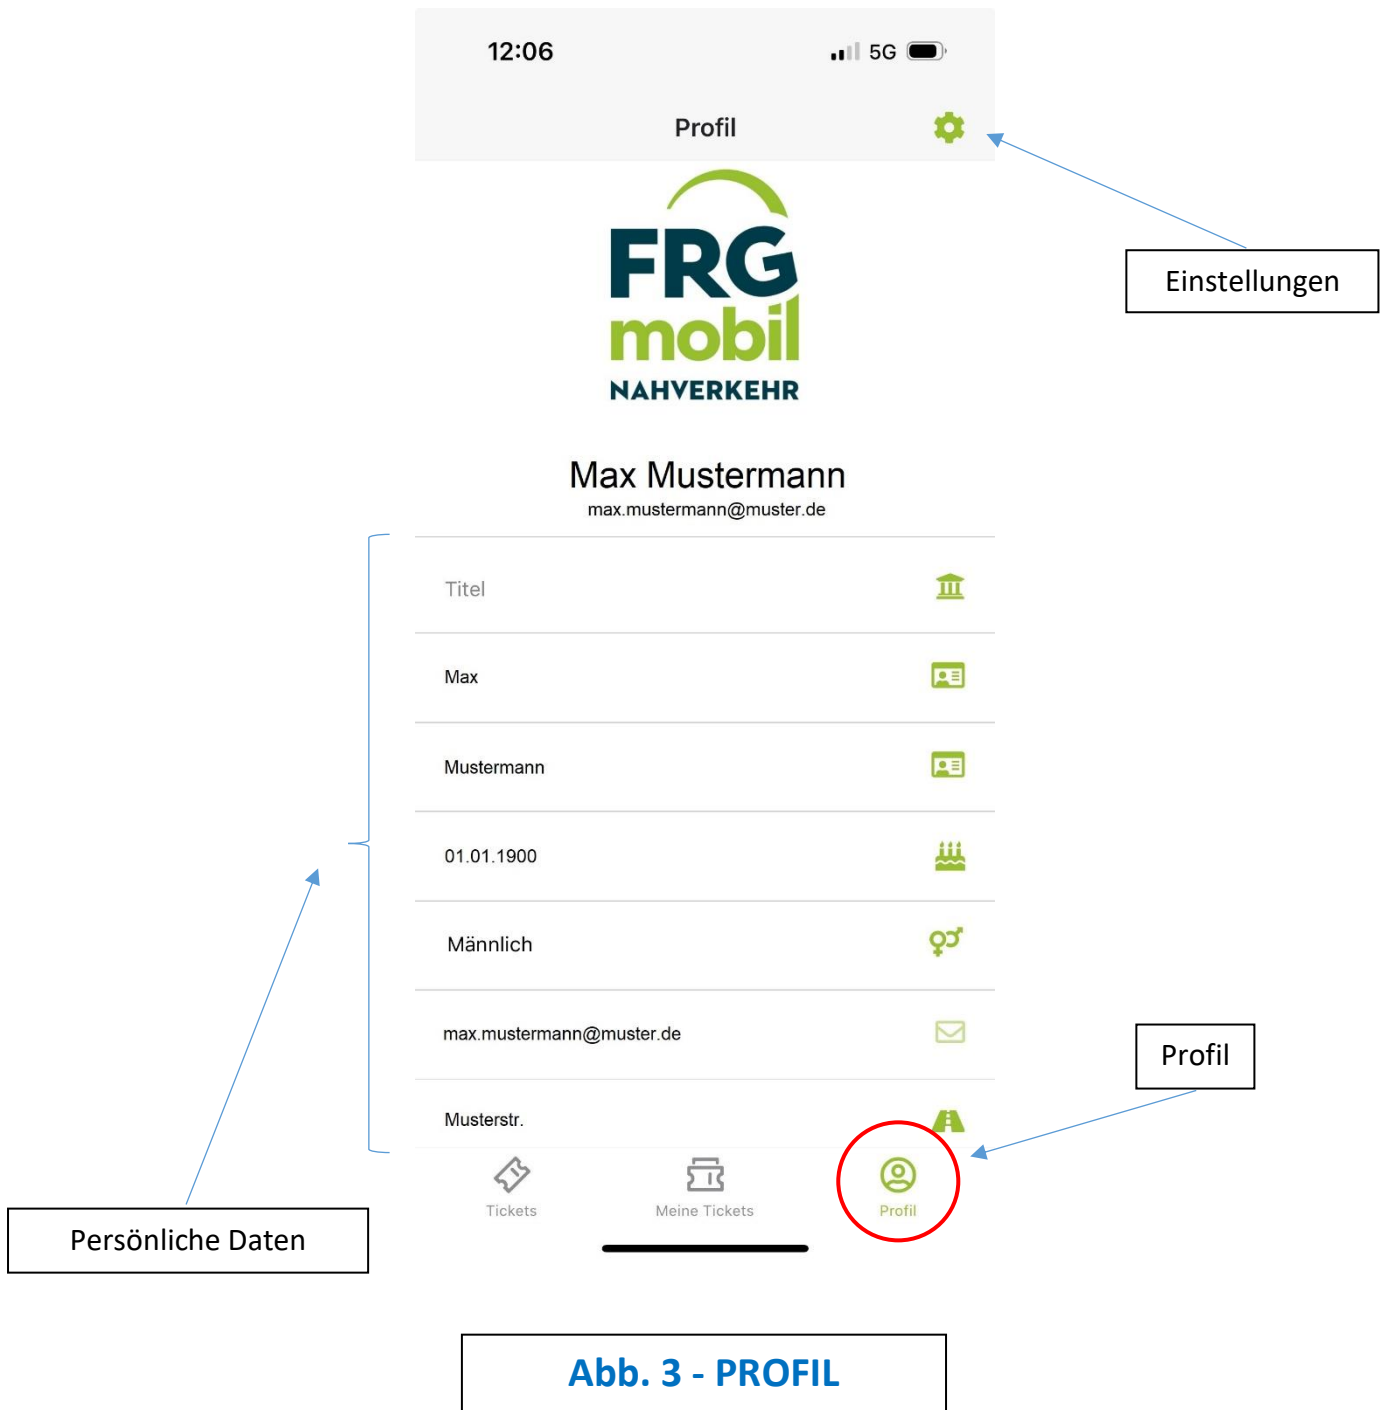 12:06
5G
Profil
FRG
mobil
NAHVERKEHR
Einstellungen
Max Mustermann
max.mustermann@muster.de
Titel
Max
Mustermann
01.01.1900
Männlich
max.mustermann@muster.de
Profil
Musterstr.
Tickets
Meine Tickets
Profil
Persönliche Daten
Abb. 3 - PROFIL